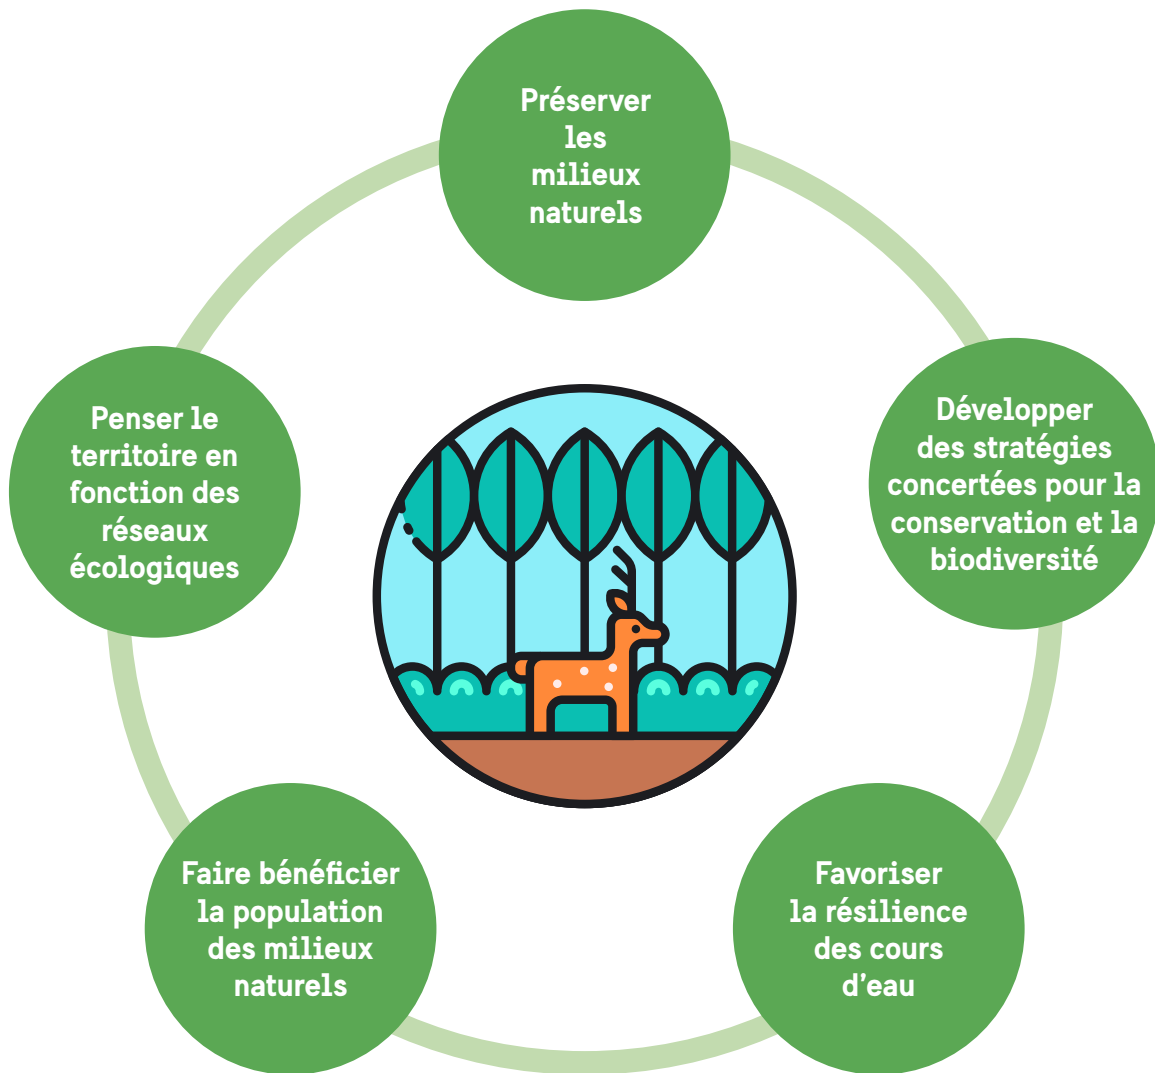 Préserver
les
milieux
naturels
Développer
des stratégies
concertées pour la
conservation et la
biodiversité
Favoriser
la résilience
des cours
d’eau
Faire bénéficier
la population
des milieux
naturels
Penser le
territoire en
fonction des
réseaux
écologiques